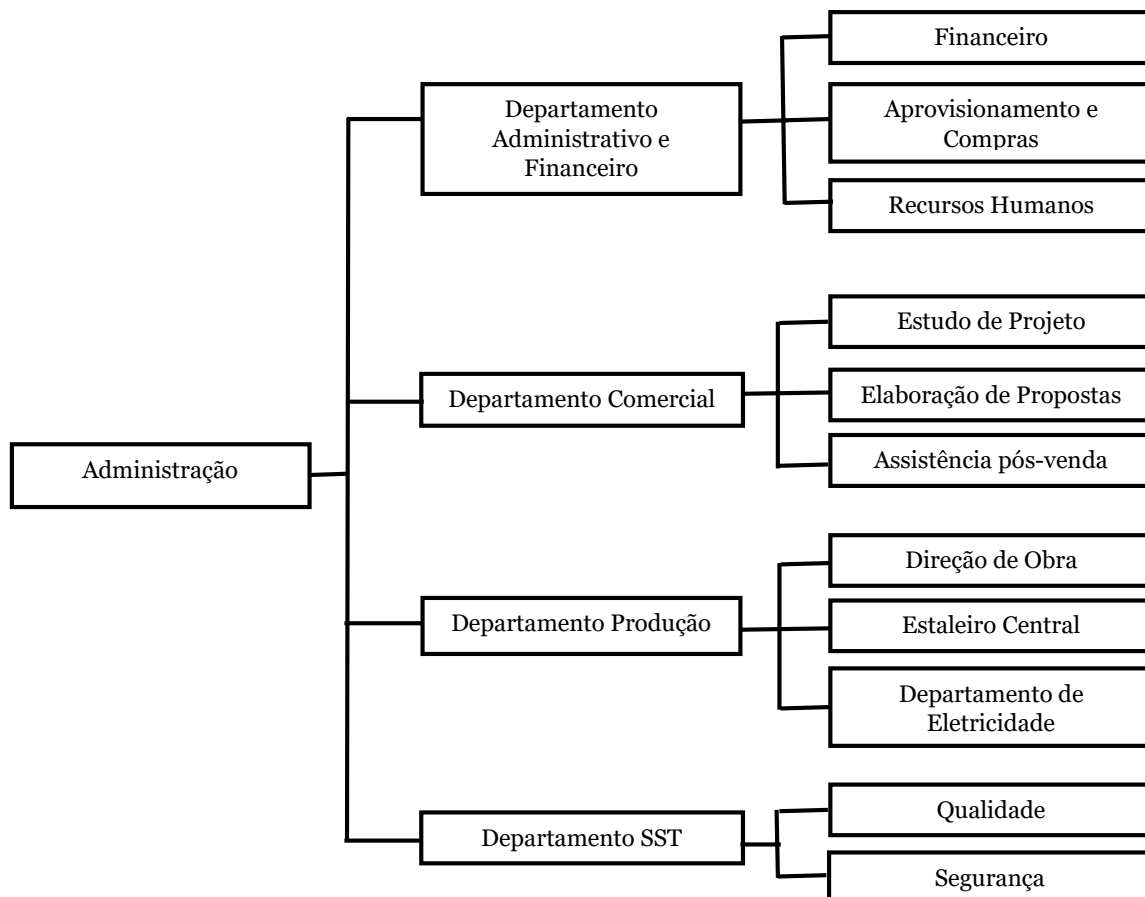 Financeiro
Departamento
Administrativo e
Financeiro
Aprovisionamento e
Compras
Recursos Humanos
Estudo de Projeto
Departamento Comercial
Elaboração de Propostas
Assistência pós-venda
Administração
Direção de Obra
Departamento Produção
Estaleiro Central
Departamento de
Eletricidade
Qualidade
Departamento SST
Segurança